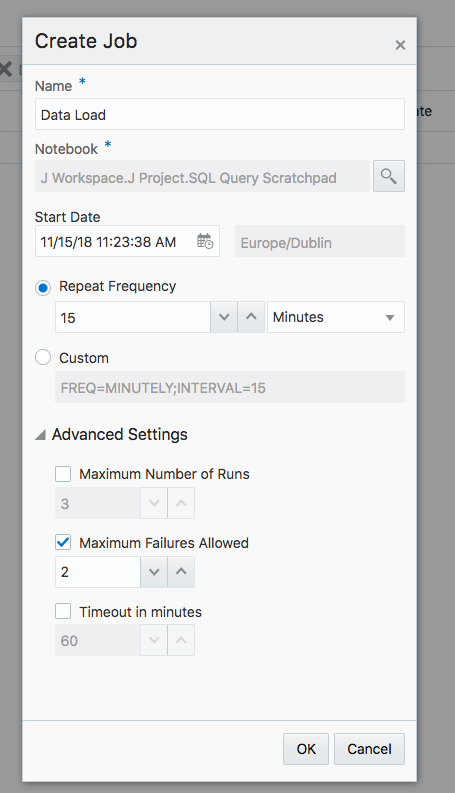 Create Job
×
Name *
Data Load
Notebook *
J Workspace.J Project.SQL Query Scratchpad
Start Date
11/15/18 11:23:38 AM Europe/Dublin
Repeat Frequency
15 Minutes
Custom
FREQ=MINUTELY;INTERVAL=15
Advanced Settings
Maximum Number of Runs
3
Maximum Failures Allowed
2
Timeout in minutes
60
OK Cancel